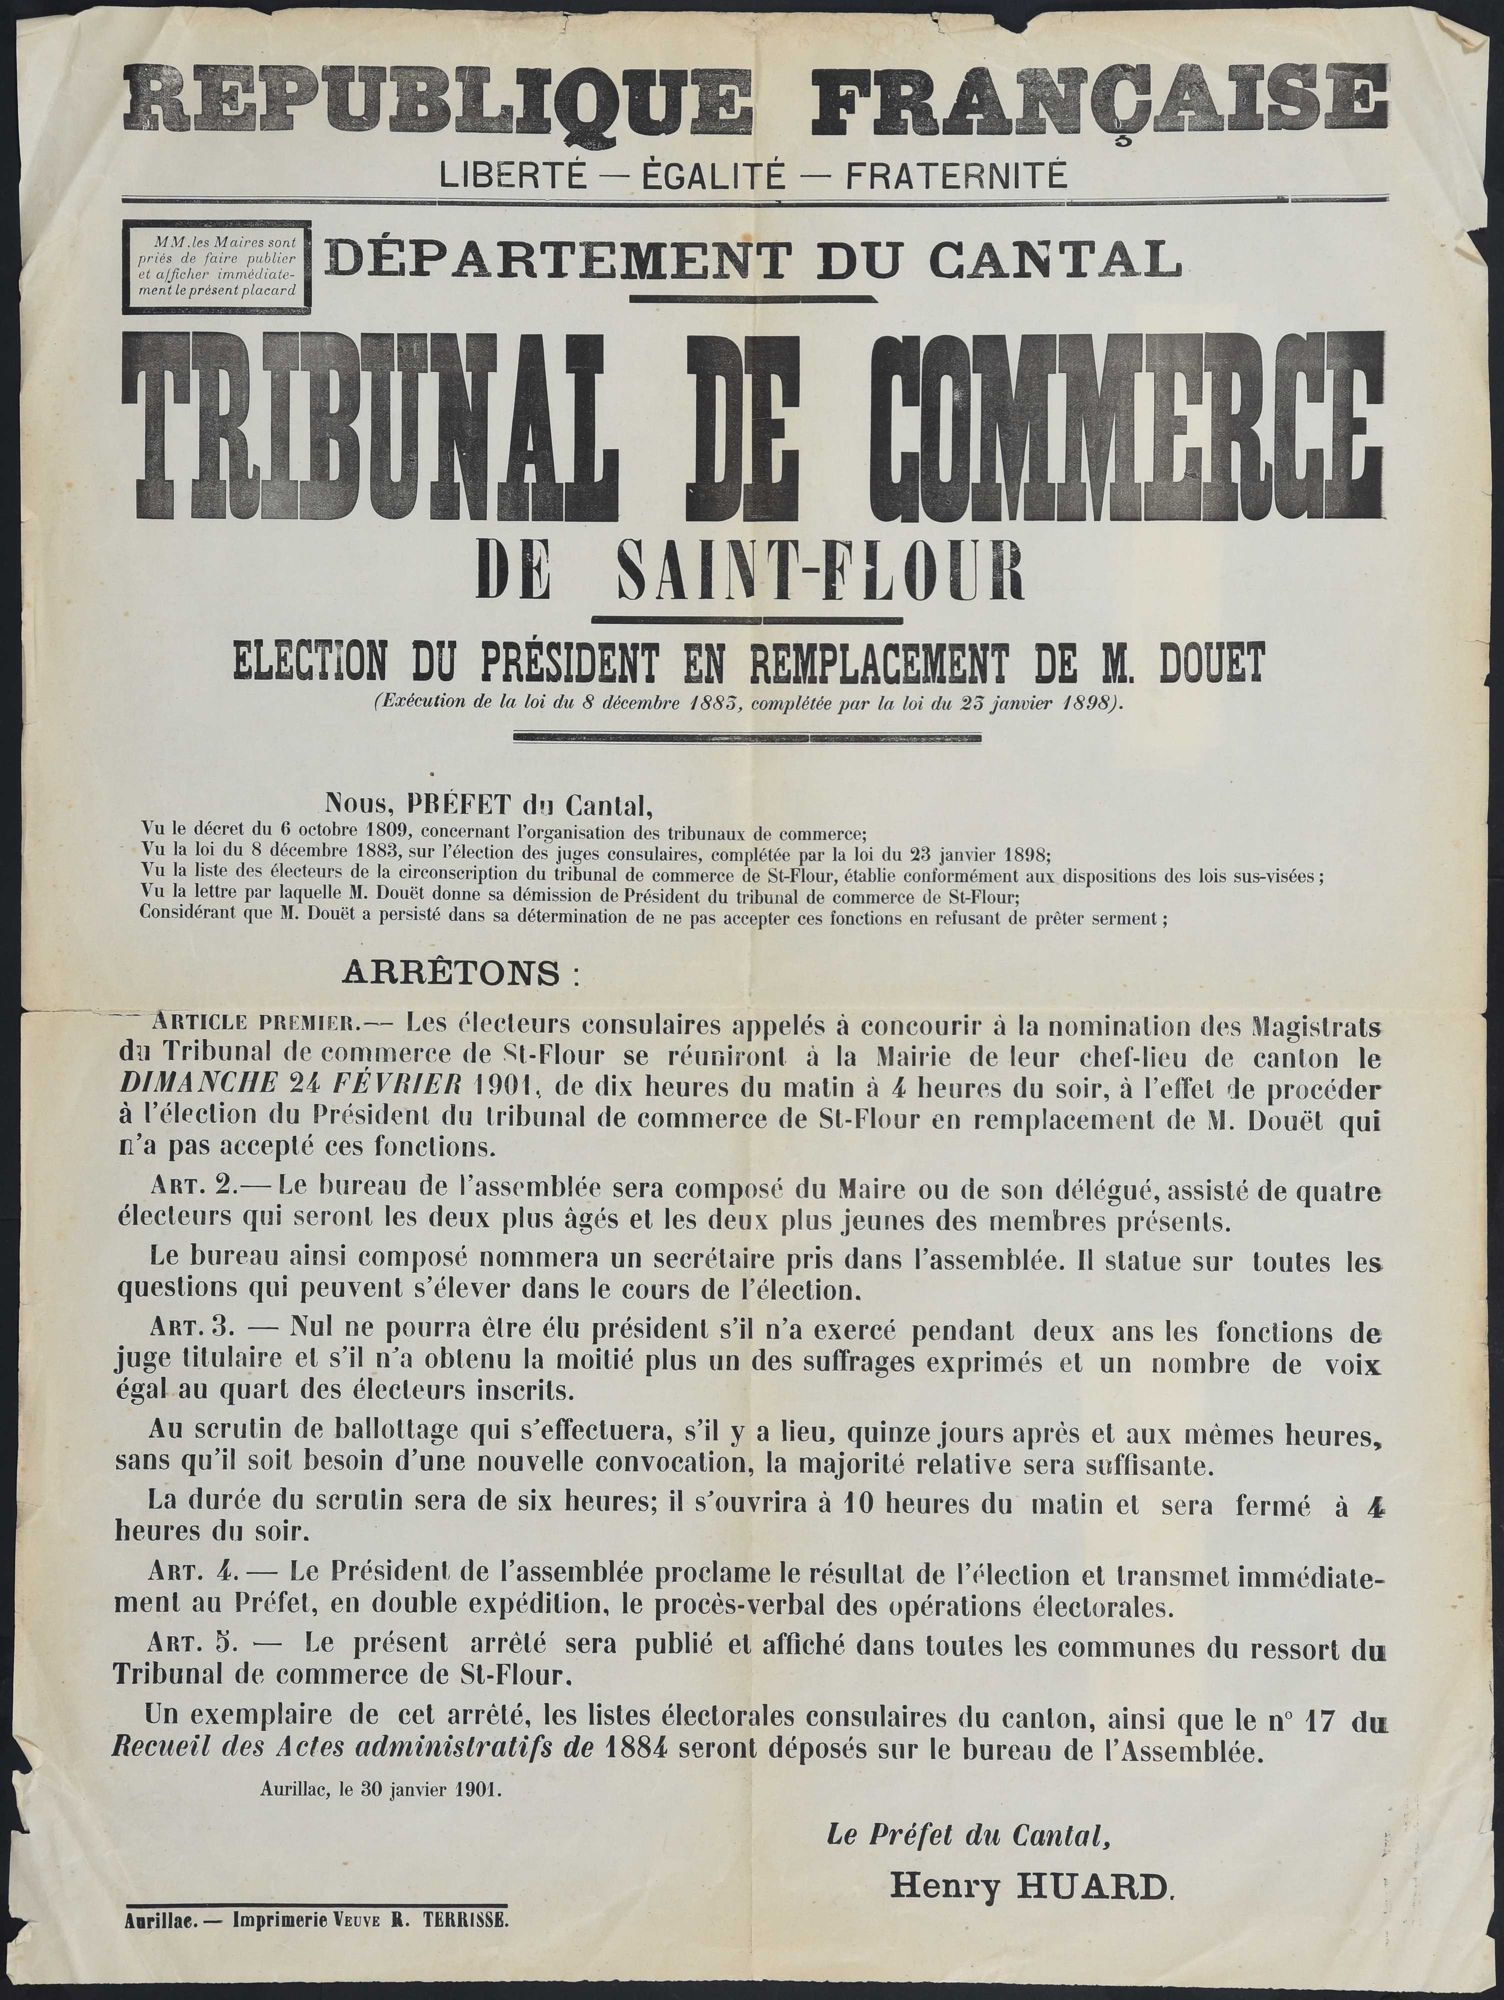 REPUBLIQUE FRANÇAISE
LIBERTÉ — ÉGALITÉ — FRATERNITÉ
MM. les Maires sont
priés de faire publier
et afficher immédiate-
ment le présent placard
DÉPARTEMENT DU CANTAL
TRIBUNAL DE COMMERCE
DE SAINT-FLOUR
ELECTION DU PRÉSIDENT EN REMPLACEMENT DE M. DOUET
(Exécution de la loi du 8 décembre 1883, complétée par la loi du 23 janvier 1898).
Nous, PRÉFET du Cantal,
Vu le décret du 6 octobre 1809, concernant l'organisation des tribunaux de commerce;
Vu la loi du 8 décembre 1883, sur l'élection des juges consulaires, complétée par la loi du 23 janvier 1898;
Vu la liste des électeurs de la circonscription du tribunal de commerce de St-Flour, établie conformément aux dispositions des lois sus-visées;
Vu la lettre par laquelle M. Douët donne sa démission de Président du tribunal de commerce de St-Flour;
Considérant que M. Douët a persisté dans sa détermination de ne pas accepter ces fonctions en refusant de prêter serment;
ARRÊTONS :
ARTICLE PREMIER.— Les électeurs consulaires appelés à concourir à la nomination des Magistrats
du Tribunal de commerce de St-Flour se réuniront à la Mairie de leur chef-lieu de canton le
DIMANCHE 24 FÉVRIER 1901, de dix heures du matin à 4 heures du soir, à l'effet de procéder
à l'élection du Président du tribunal de commerce de St-Flour en remplacement de M. Douët qui
n'a pas accepté ces fonctions.
ART. 2.— Le bureau de l'assemblée sera composé du Maire ou de son délégué, assisté de quatre
électeurs qui seront les deux plus âgés et les deux plus jeunes des membres présents.
Le bureau ainsi composé nommera un secrétaire pris dans l'assemblée. Il statue sur toutes les
questions qui peuvent s'élever dans le cours de l'élection.
ART. 3. — Nul ne pourra être élu président s'il n'a exercé pendant deux ans les fonctions de
juge titulaire et s'il n'a obtenu la moitié plus un des suffrages exprimés et un nombre de voix
égal au quart des électeurs inscrits.
Au scrutin de ballottage qui s'effectuera, s'il y a lieu, quinze jours après et aux mêmes heures,
sans qu'il soit besoin d'une nouvelle convocation, la majorité relative sera suffisante.
La durée du scrutin sera de six heures; il s'ouvrira à 10 heures du matin et sera fermé à 4
heures du soir.
ART. 4. — Le Président de l'assemblée proclame le résultat de l'élection et transmet immédiate-
ment au Préfet, en double expédition, le procès-verbal des opérations électorales.
ART. 5. — Le présent arrêté sera publié et affiché dans toutes les communes du ressort du
Tribunal de commerce de St-Flour.
Un exemplaire de cet arrêté, les listes électorales consulaires du canton, ainsi que le n° 17 du
Recueil des Actes administratifs de 1884 seront déposés sur le bureau de l'Assemblée.
Aurillac, le 30 janvier 1901.
Le Préfet du Cantal,
Henry HUARD.
Aurillac. — Imprimerie VEUVE R. TERRISSE.